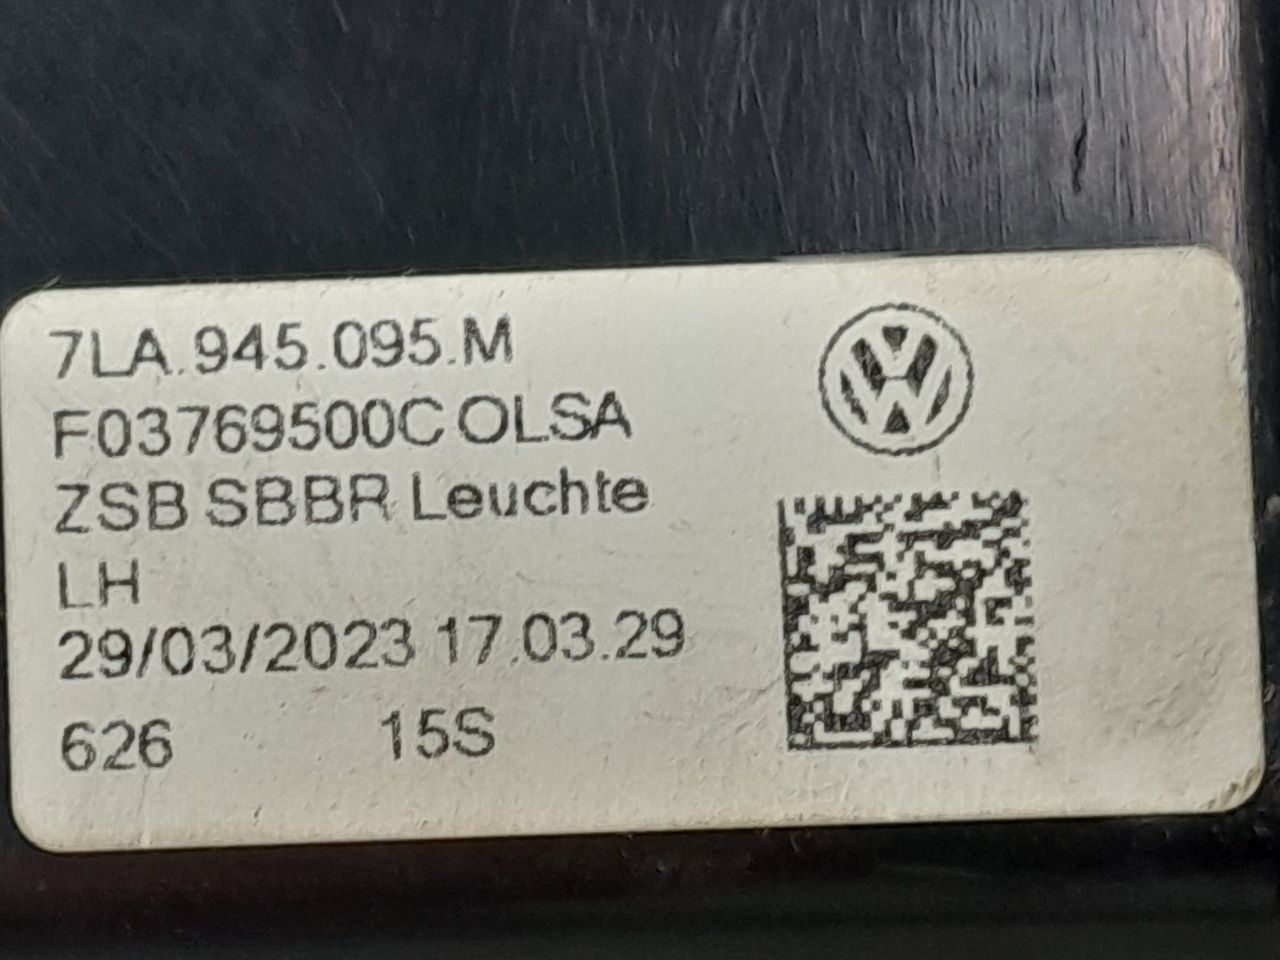 7LA.945.095.M
F03769500C OLSA
ZSB SBBR Leuchte
LH
29/03/2023 17.03.29
626 15S